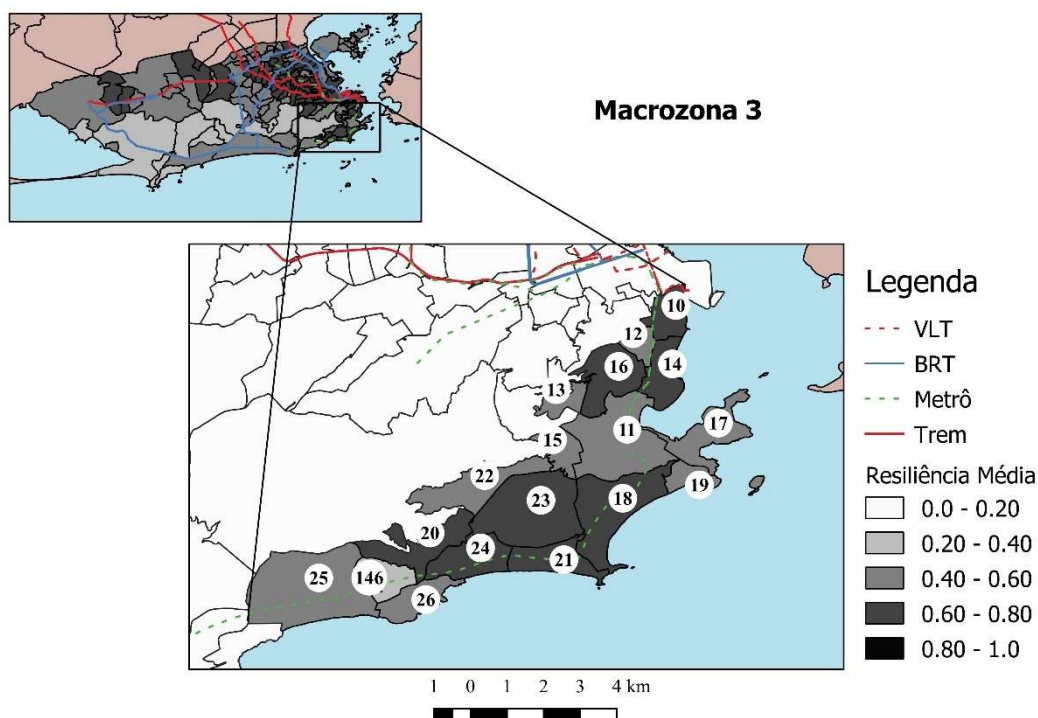 Macrozona 3
10
12
16
14
13
17
11
15
22
19
23
18
20
24
21
25
146
26
Legenda
VLT
BRT
Metrô
Trem
Resiliência Média
0.0 - 0.20
0.20 - 0.40
0.40 - 0.60
0.60 - 0.80
0.80 - 1.0
1 0 1 2 3 4 km